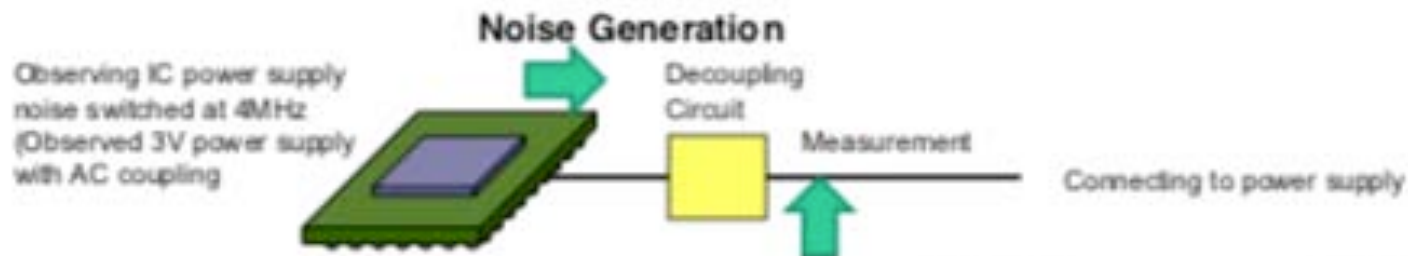 Noise Generation
Observing IC power supply
noise switched at 4MHz
(Observed 3V power supply
with AC coupling
Decoupling
Circuit
Measurement
Connecting to power supply